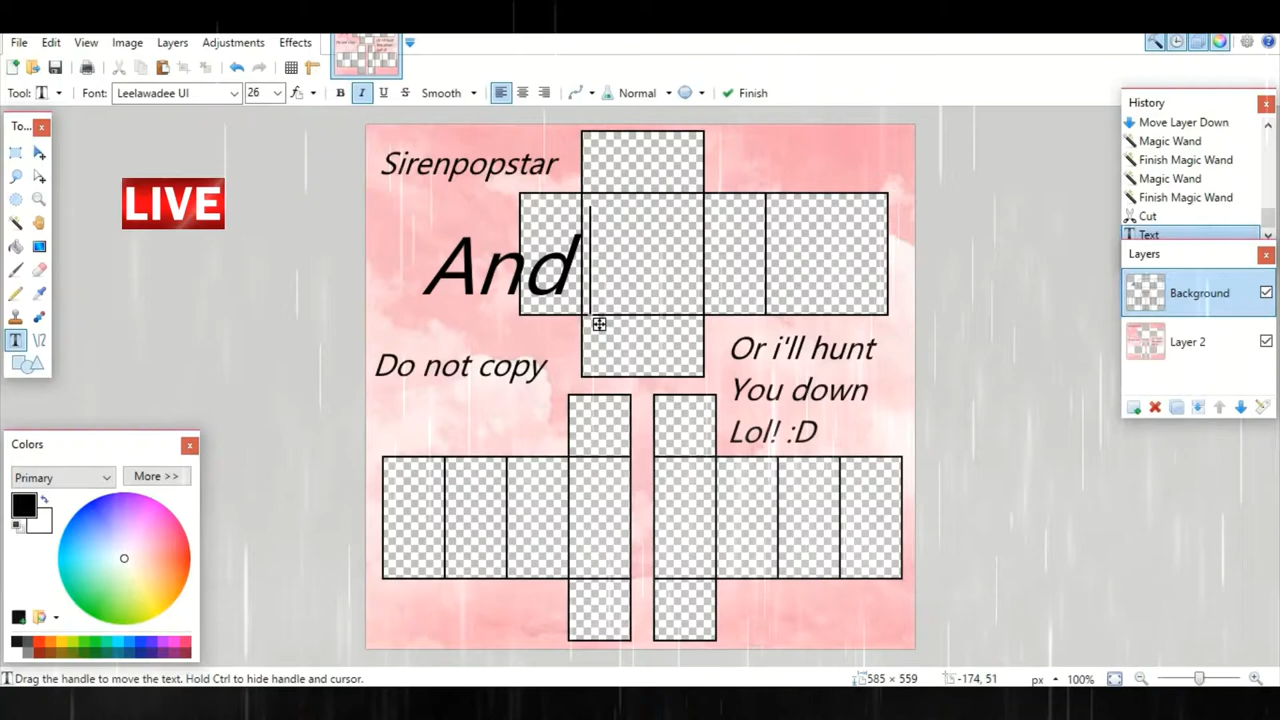 File Edit View Image Layers Adjustments Effects
Tool: T Font: Leelawadee UI 26 B I U S Smooth Normal Finish
To...
LIVE
Sirenpopstar
And
Do not copy
Or i'll hunt
You down
Lol! :D
History
Move Layer Down
Magic Wand
Finish Magic Wand
Magic Wand
Finish Magic Wand
Cut
Text
Layers
Background
Layer 2
Colors
Primary More >>
Drag the handle to move the text. Hold Ctrl to hide handle and cursor. 585 × 559 -174, 51 px 100%